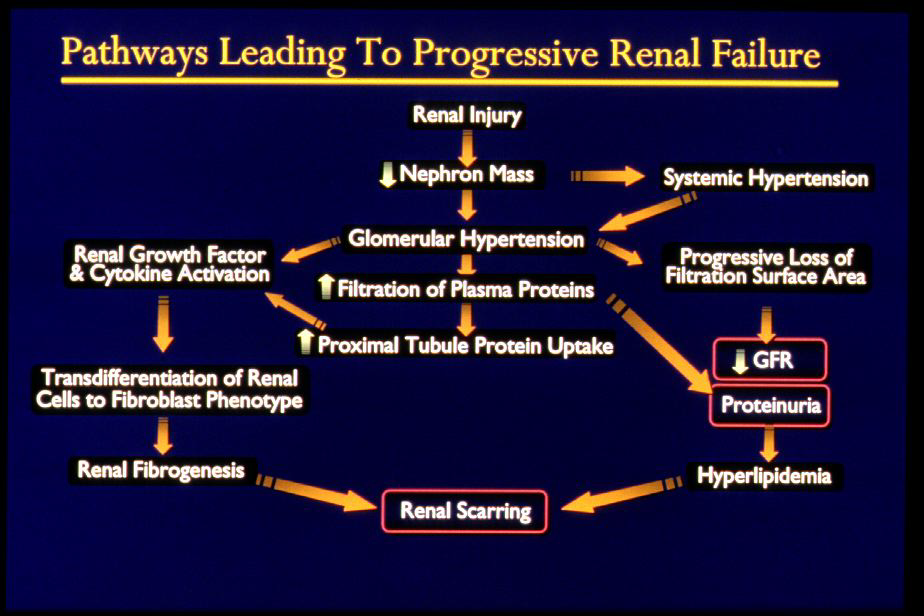 Pathways Leading To Progressive Renal Failure
Renal Injury
Nephron Mass
Systemic Hypertension
Glomerular Hypertension
Renal Growth Factor
& Cytokine Activation
Progressive Loss of
Filtration Surface Area
Filtration of Plasma Proteins
Proximal Tubule Protein Uptake
GFR
Transdifferentiation of Renal
Cells to Fibroblast Phenotype
Proteinuria
Renal Fibrogenesis
Hyperlipidemia
Renal Scarring